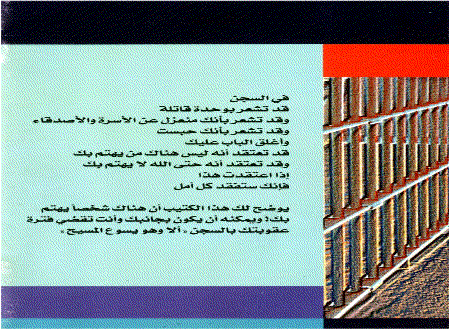 في السجن
قد تشعر بوحدة قاتلة
وقد تشعر بأنك منعزل عن الأسرة والأصدقاء
وقد تشعر بأنك حبست
وأغلق الباب عليك
قد تعتقد أنه ليس هناك من يهتم بك
وقد تعتقد أنه حتى الله لا يهتم بك
إذا اعتقدت هذا
فإنك ستفقد كل أمل
يوضح لك هذا الكتيب أن هناك شخصاً يهتم
بك! ويمكنه أن يكون بجانبك وأنت تقضي فترة
عقوبتك بالسجن، ألا وهو يسوع المسيح.